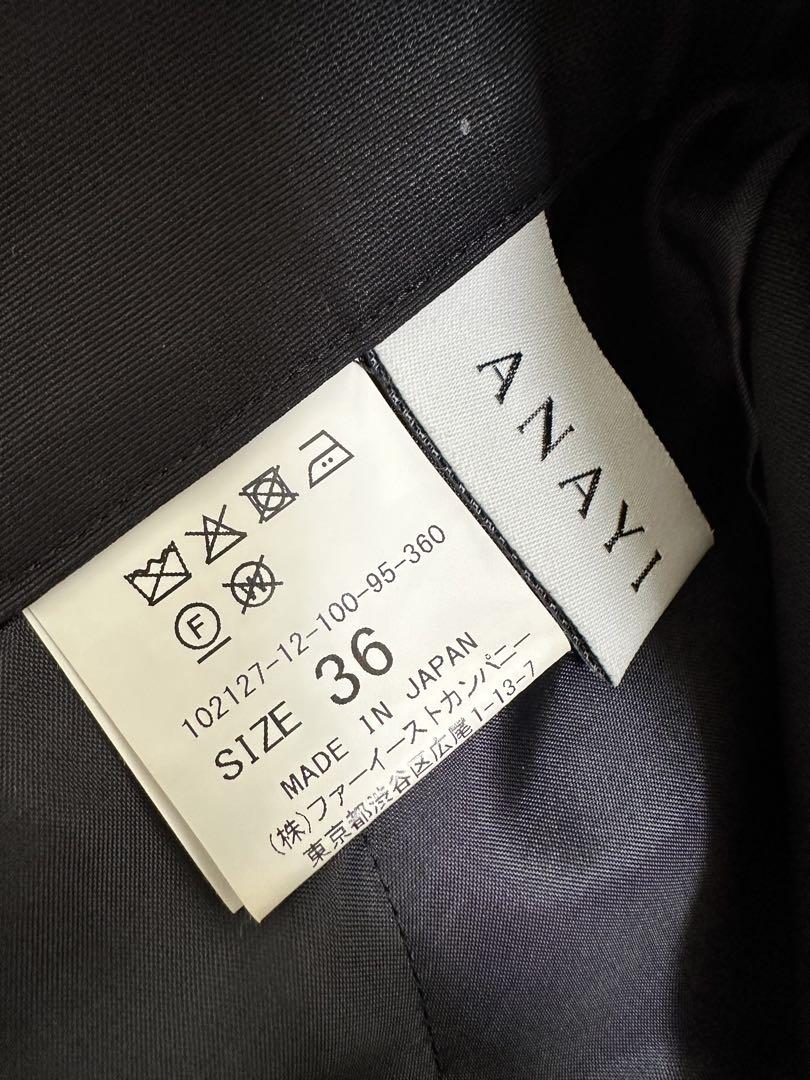 ANAYI
F
W
102127-12-100-95-360
SIZE 36
MADE IN JAPAN
(株)ファーイーストカンパニー
東京都渋谷区広尾1-13-7